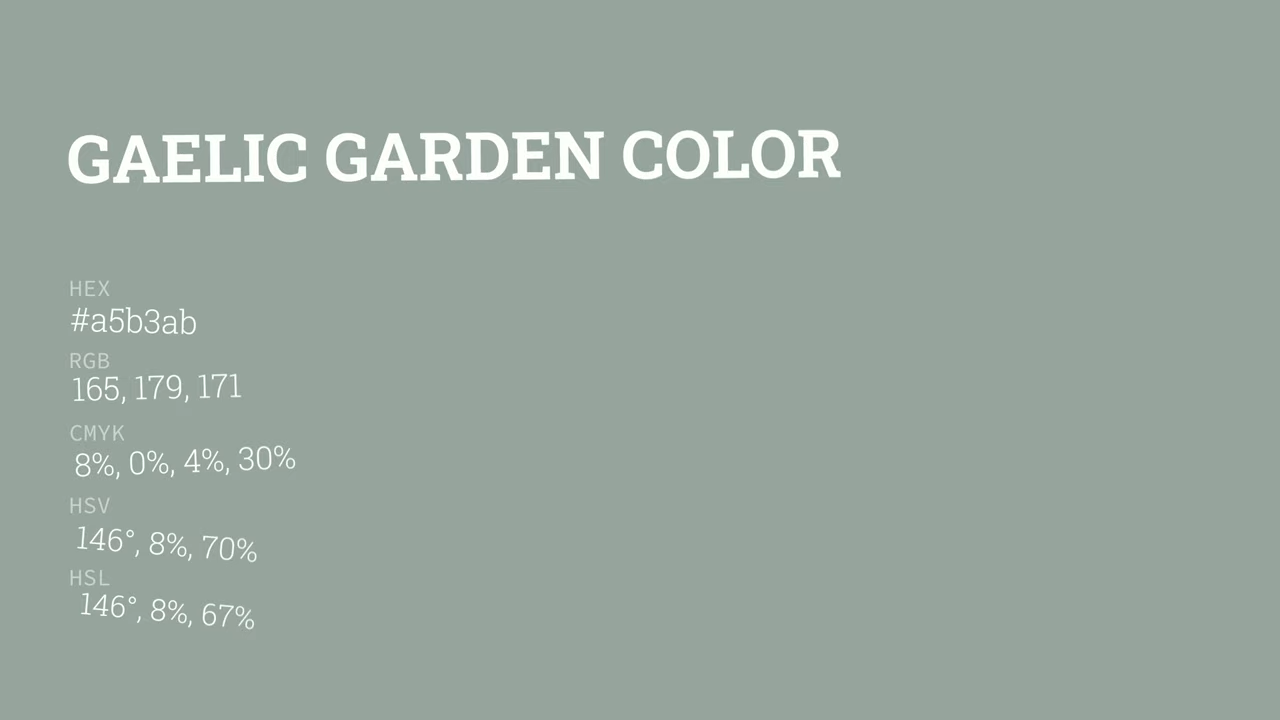 GAELIC GARDEN COLOR
HEX
#a5b3ab
RGB
165, 179, 171
CMYK
8%, 0%, 4%, 30%
HSV
146°, 8%, 70%
HSL
146°, 8%, 67%